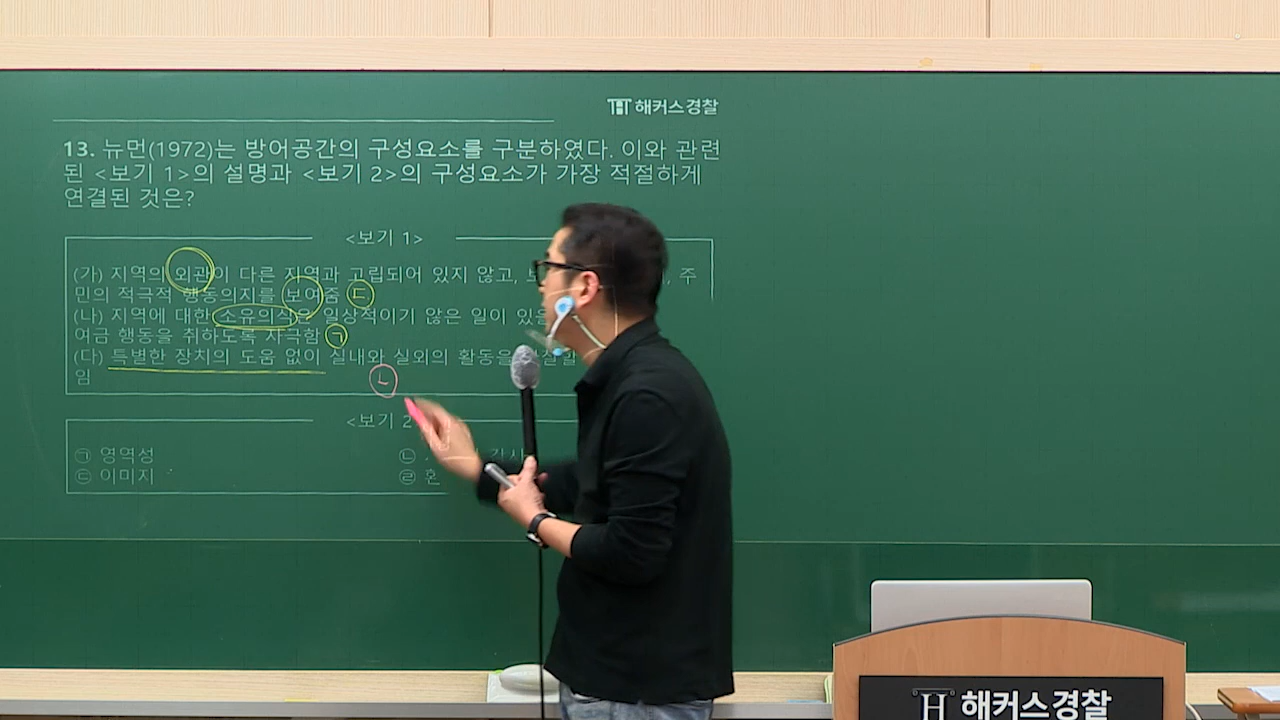 해커스경찰
13. 뉴먼(1972)는 방어공간의 구성요소를 구분하였다. 이와 관련
된 <보기 1>의 설명과 <보기 2>의 구성요소가 가장 적절하게
연결된 것은?
<보기 1>
(가) 지역의 외관이 다른 지역과 고립되어 있지 않고, 주
민의 적극적 행동의지를 보여줌 ㉢
(나) 지역에 대한 소유의식은 일상적이기 않은 일이 있을
여금 행동을 취하도록 자극함 ㉠
(다) 특별한 장치의 도움 없이 실내와 실외의 활동을
임
㉡
<보기 2
㉠ 영역성
㉡ 감시
㉢ 이미지
㉣
해커스경찰